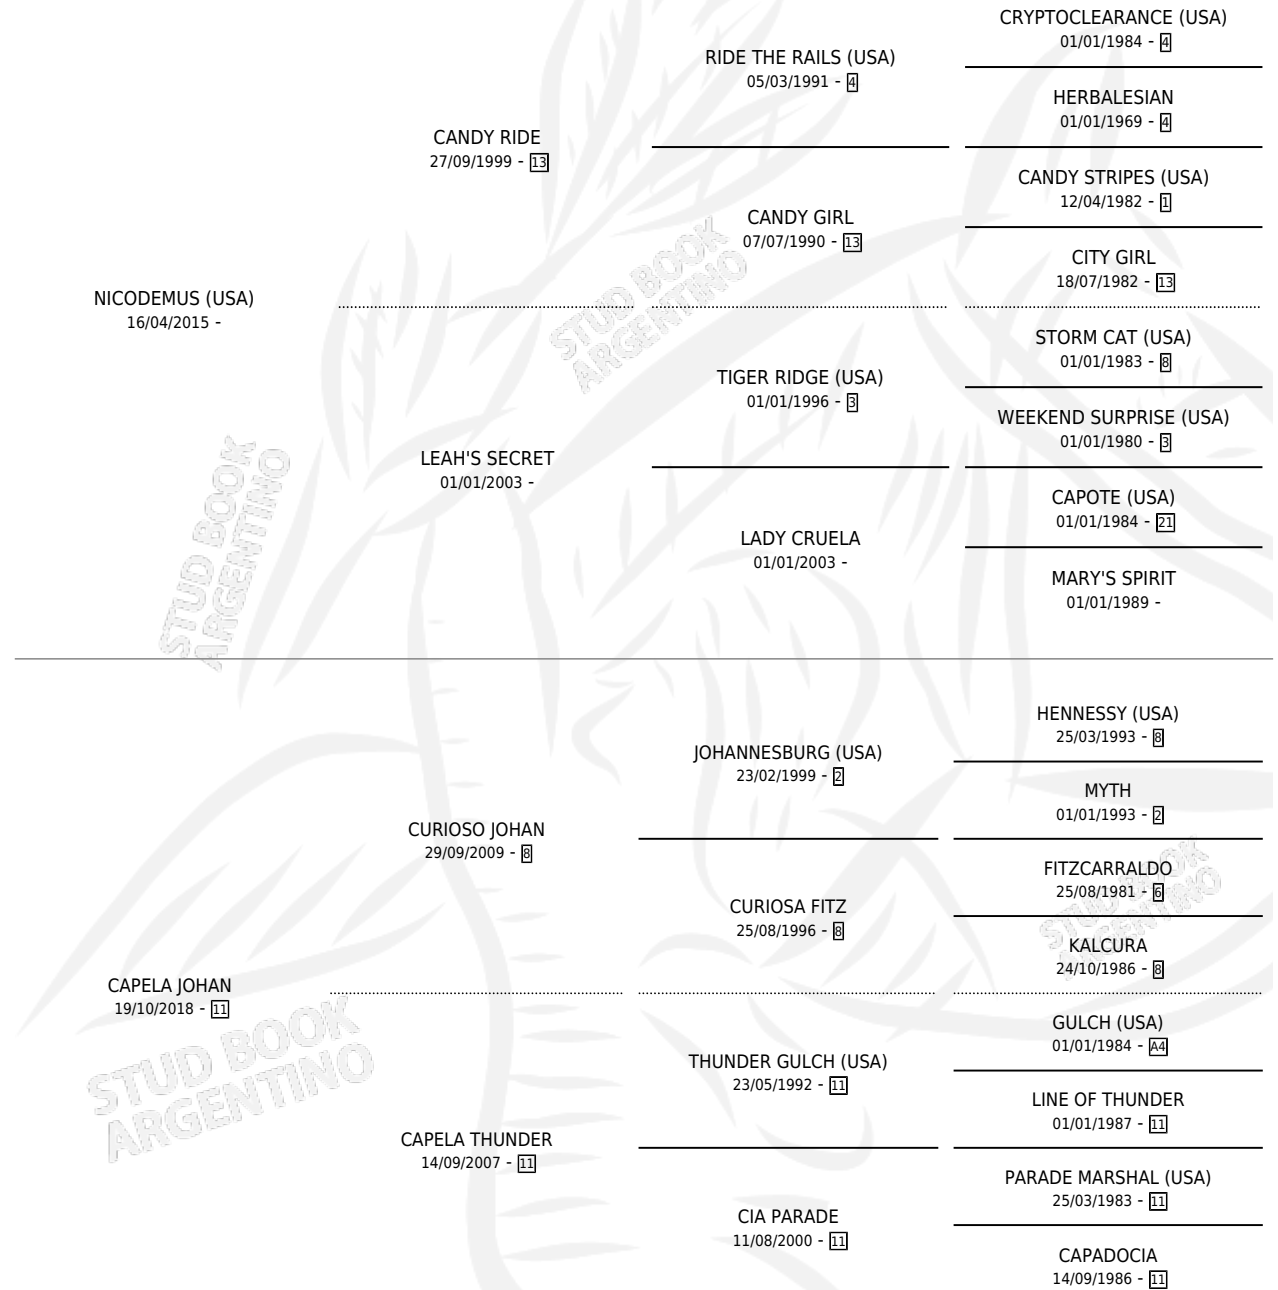 CRYPTOCLEARANCE (USA)
01/01/1984 - 4
RIDE THE RAILS (USA)
05/03/1991 - 4
HERBALESIAN
01/01/1969 - 4
CANDY RIDE
27/09/1999 - 13
CANDY STRIPES (USA)
12/04/1982 - 1
CANDY GIRL
07/07/1990 - 13
CITY GIRL
18/07/1982 - 13
NICODEMUS (USA)
16/04/2015 -
STORM CAT (USA)
01/01/1983 - 8
TIGER RIDGE (USA)
01/01/1996 - 3
WEEKEND SURPRISE (USA)
01/01/1980 - 3
LEAH'S SECRET
01/01/2003 -
CAPOTE (USA)
01/01/1984 - 21
LADY CRUELA
01/01/2003 -
MARY'S SPIRIT
01/01/1989 -
HENNESSY (USA)
25/03/1993 - 8
JOHANNESBURG (USA)
23/02/1999 - 2
MYTH
01/01/1993 - 2
CURIOSO JOHAN
29/09/2009 - 8
FITZCARRALDO
25/08/1981 - 6
CURIOSA FITZ
25/08/1996 - 8
KALCURA
24/10/1986 - 8
CAPELA JOHAN
19/10/2018 - 11
GULCH (USA)
01/01/1984 - A4
THUNDER GULCH (USA)
23/05/1992 - 11
LINE OF THUNDER
01/01/1987 - 11
CAPELA THUNDER
14/09/2007 - 11
PARADE MARSHAL (USA)
25/03/1983 - 11
CIA PARADE
11/08/2000 - 11
CAPADOCIA
14/09/1986 - 11
STUD BOOK
ARGENTINO
STUD BOOK
ARGENTINO
STUD BOOK
ARGENTINO
STUD BOOK
ARGENTINO